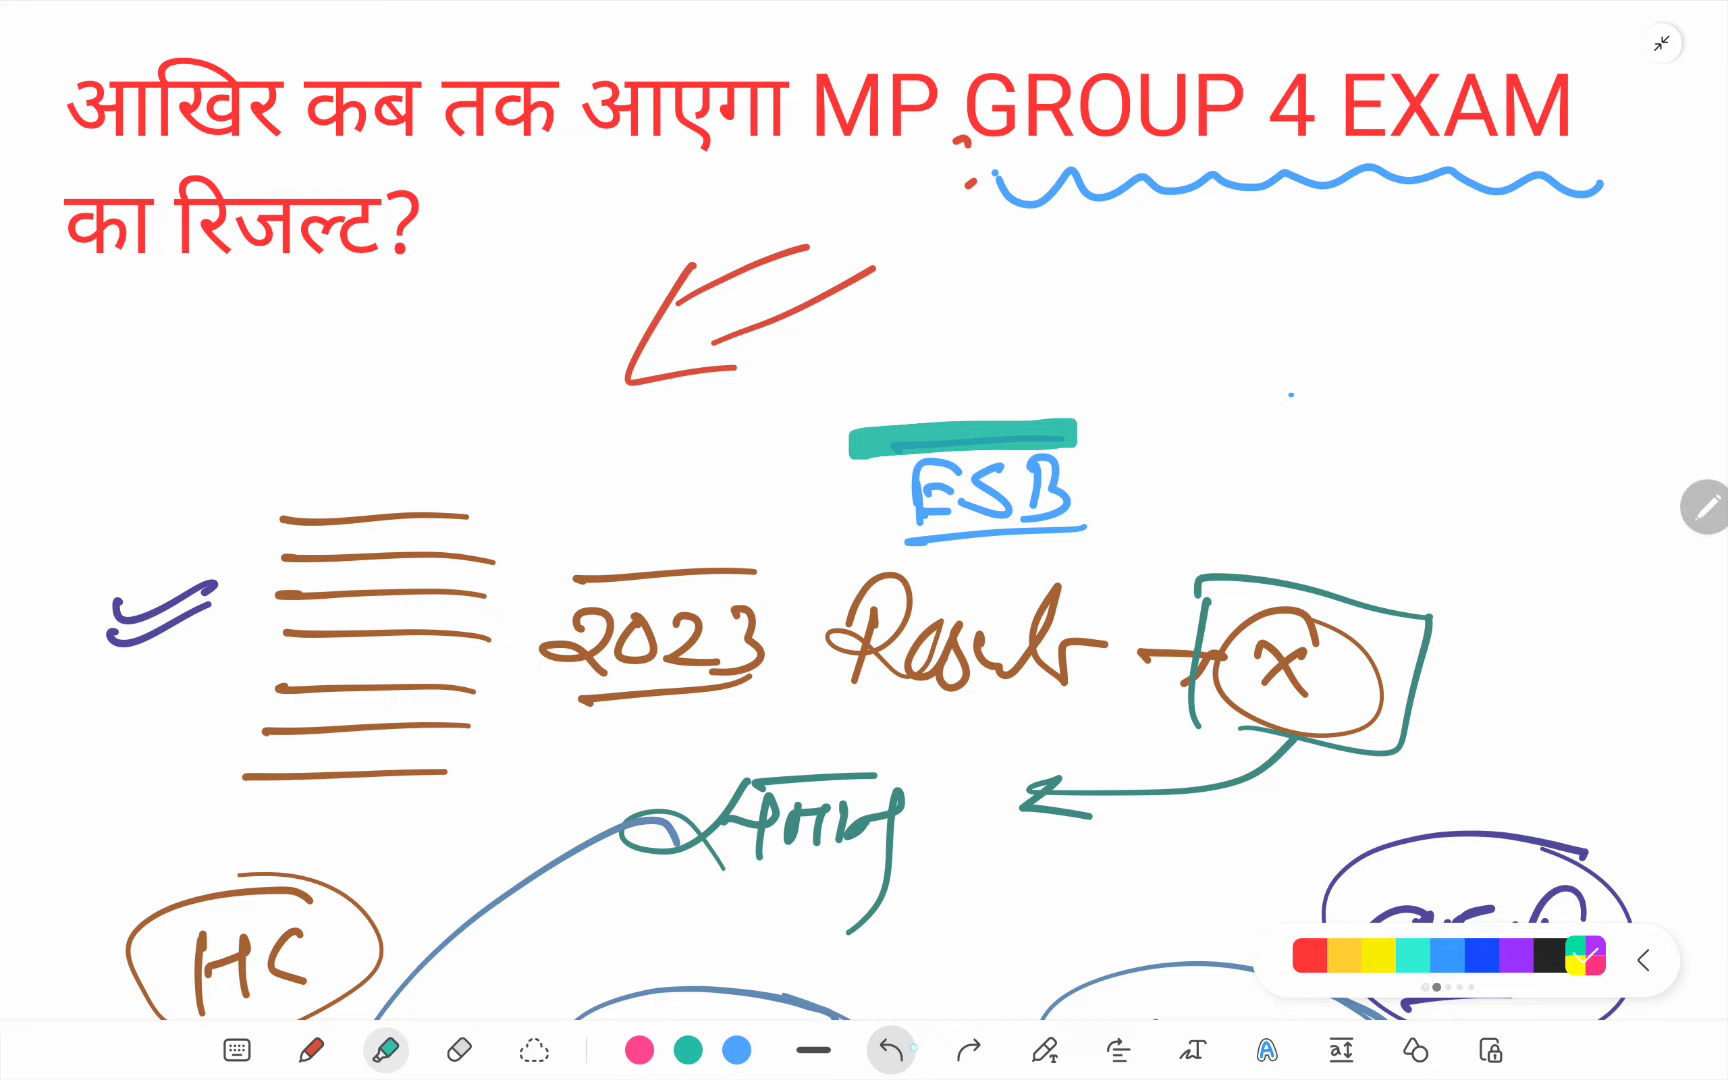 आखिर कब तक आएगा MP GROUP 4 EXAM
का रिजल्ट?
ESB
2023 Result → X
HC